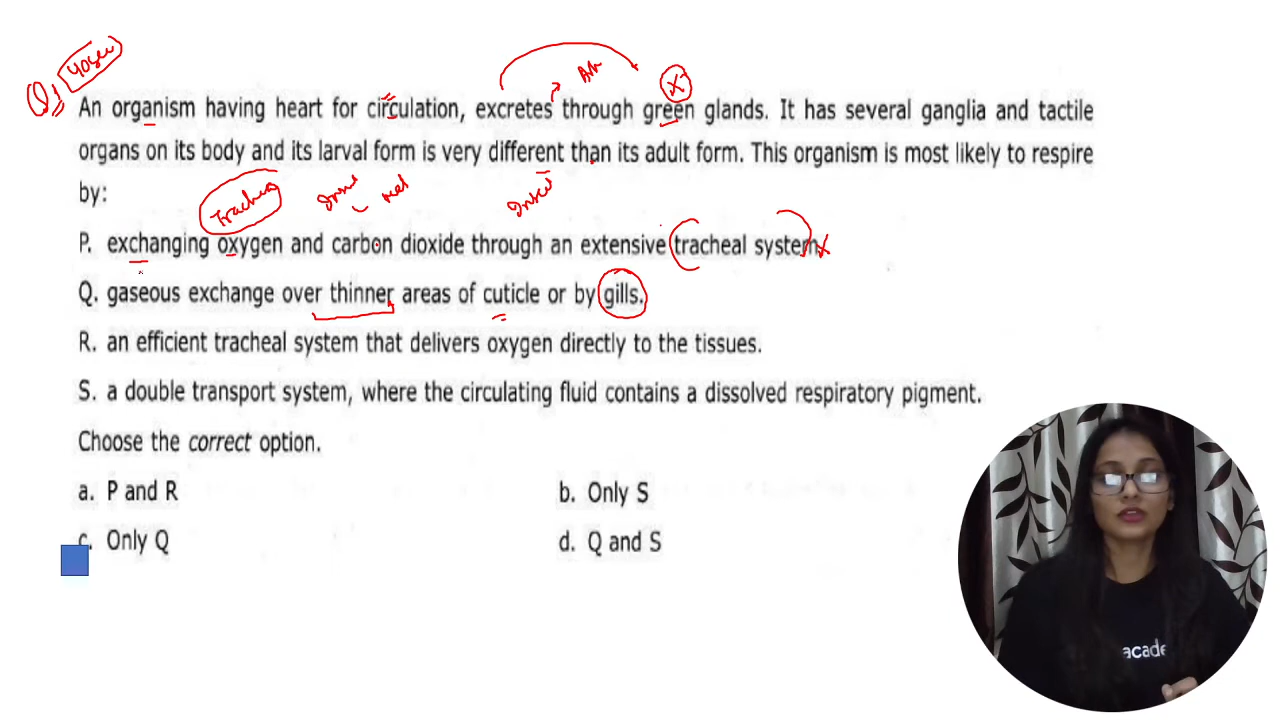 Q1 40sec
An organism having heart for circulation, excretes through green glands. It has several ganglia and tactile
organs on its body and its larval form is very different than its adult form. This organism is most likely to respire
by:
Trachea
Insect
P. exchanging oxygen and carbon dioxide through an extensive tracheal system. X
Q. gaseous exchange over thinner areas of cuticle or by gills.
R. an efficient tracheal system that delivers oxygen directly to the tissues.
S. a double transport system, where the circulating fluid contains a dissolved respiratory pigment.
Choose the correct option.
a. P and R
b. Only S
c. Only Q
d. Q and S
acade